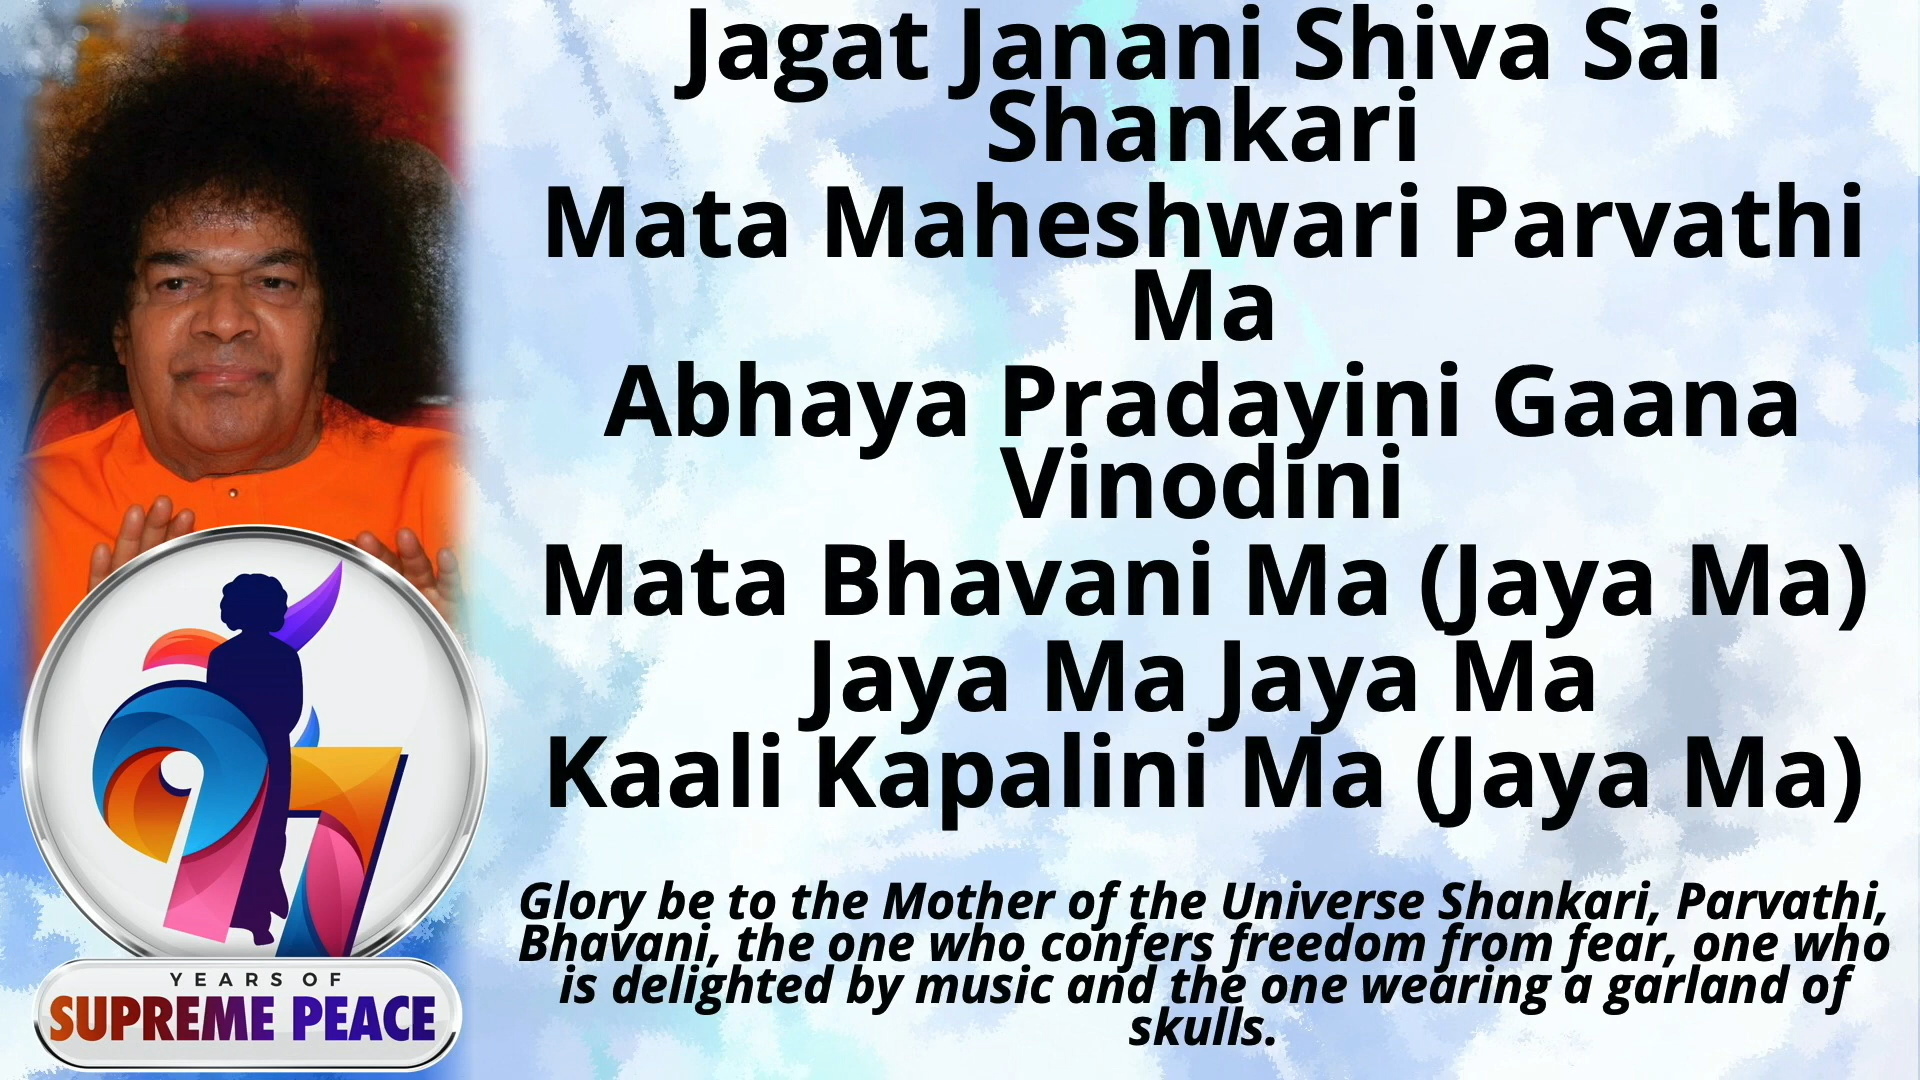 Jagat Janani Shiva Sai
Shankari
Mata Maheshwari Parvathi
Ma
Abhaya Pradayini Gaana
Vinodini
Mata Bhavani Ma (Jaya Ma)
Jaya Ma Jaya Ma
Kaali Kapalini Ma (Jaya Ma)
Glory be to the Mother of the Universe Shankari, Parvathi,
Bhavani, the one who confers freedom from fear, one who
is delighted by music and the one wearing a garland of
skulls.
97
YEARS OF
SUPREME PEACE